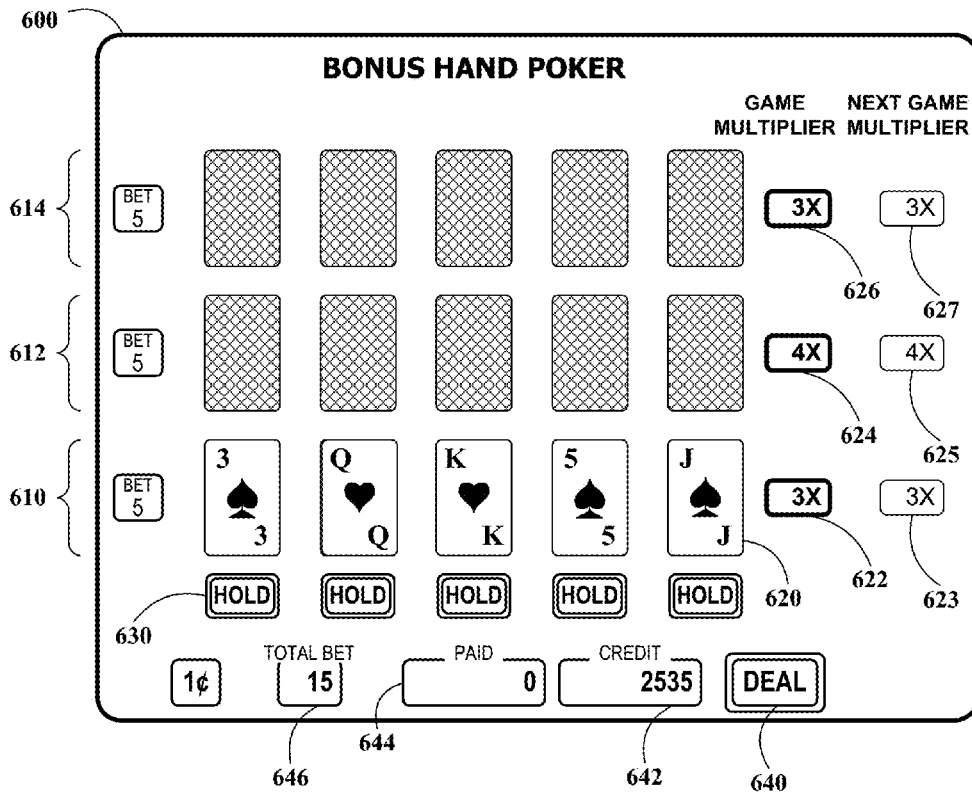 600
BONUS HAND POKER
GAME MULTIPLIER
NEXT GAME MULTIPLIER
614
BET 5
3X
3X
626
627
612
BET 5
4X
4X
624
625
610
BET 5
3 3
Q Q
K K
5 5
J J
3X
3X
622
623
620
630
HOLD HOLD HOLD HOLD HOLD
1¢
TOTAL BET
15
PAID
0
CREDIT
2535
DEAL
646
644
642
640